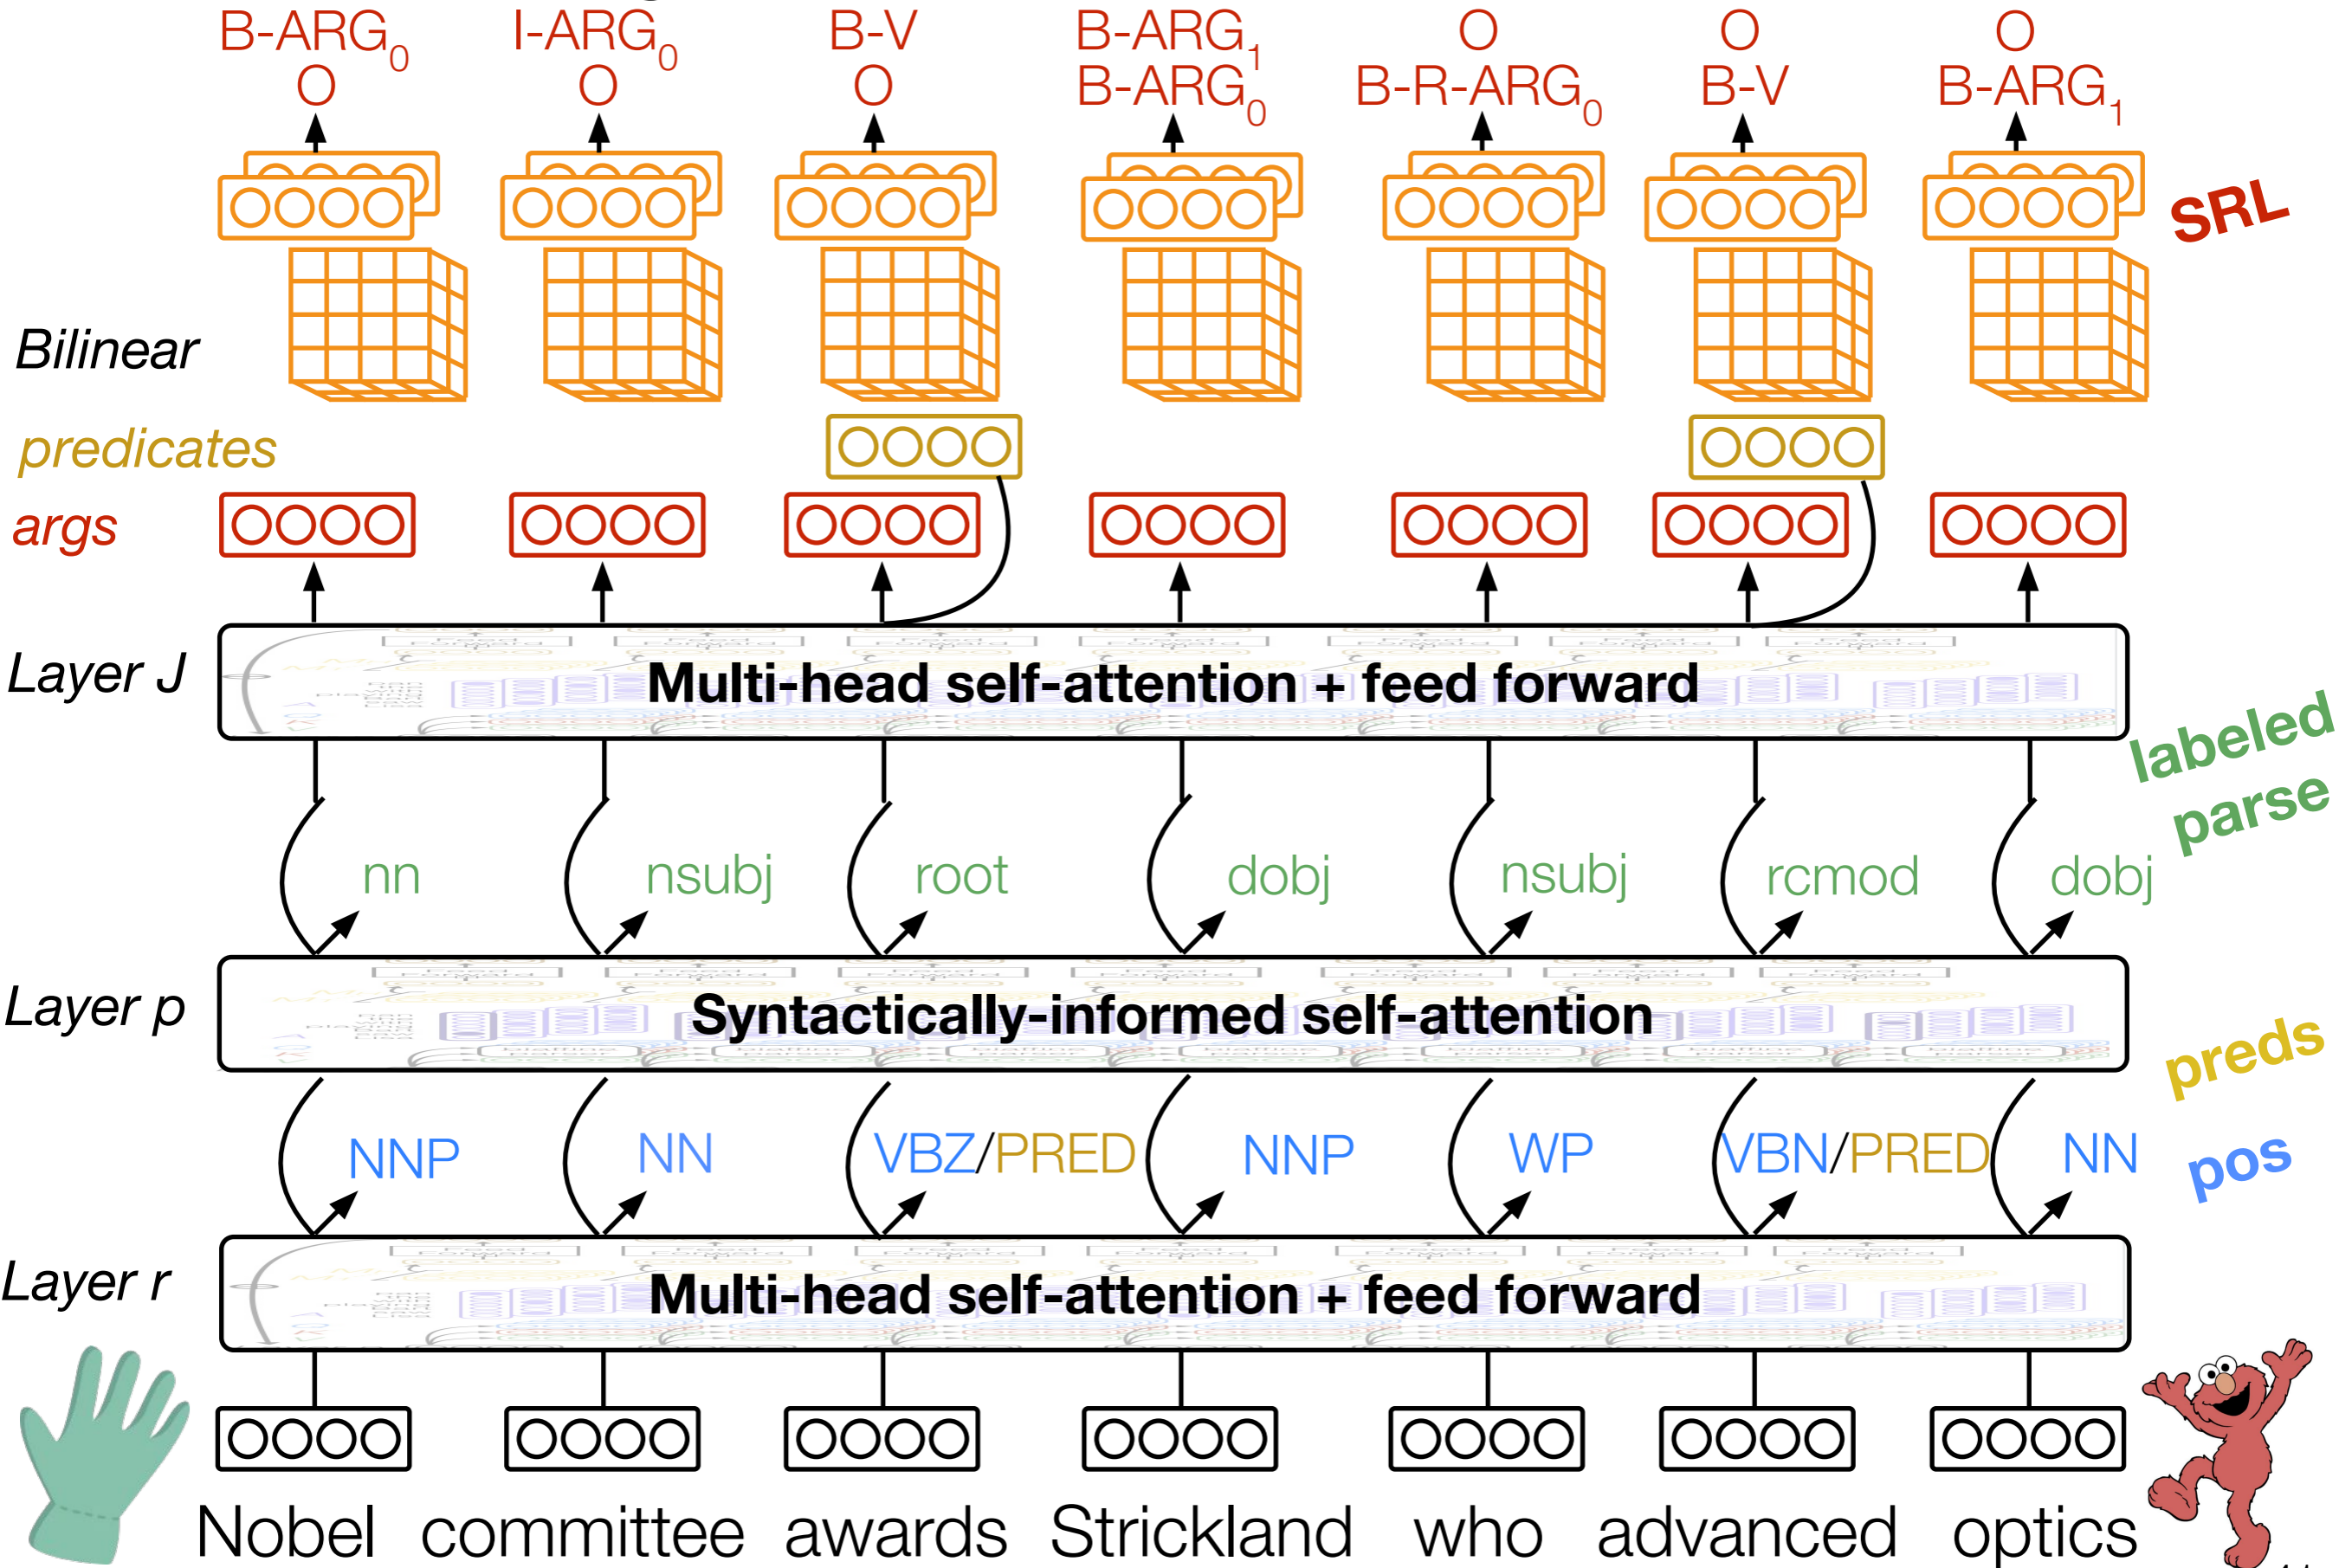 B-ARG0 I-ARG0 B-V B-ARG1 O O O
O O O B-ARG0 B-R-ARG0 B-V B-ARG1
SRL
Bilinear
predicates
args
Layer J Multi-head self-attention + feed forward
labeled
parse
nn nsubj root dobj nsubj rcmod dobj
Layer p Syntactically-informed self-attention
preds
NNP NN VBZ/PRED NNP WP VBN/PRED NN
pos
Layer r Multi-head self-attention + feed forward
Nobel committee awards Strickland who advanced optics